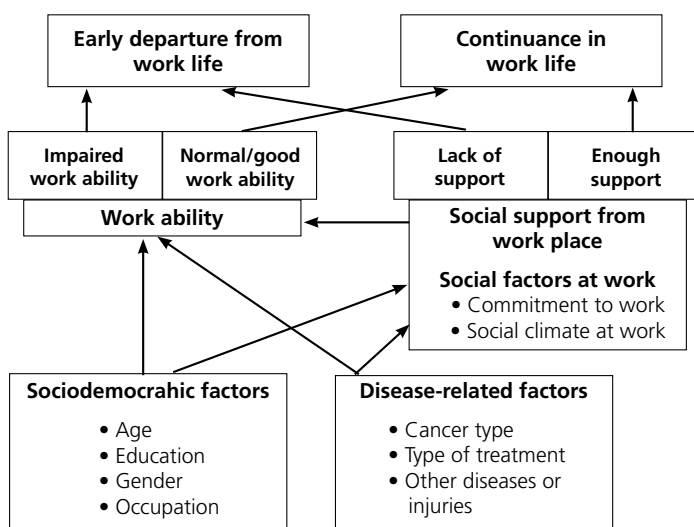 Early departure from
work life
Continuance in
work life
Impaired
work ability
Normal/good
work ability
Lack of
support
Enough
support
Work ability
Social support from
work place
Social factors at work
• Commitment to work
• Social climate at work
Sociodemocrahic factors
• Age
• Education
• Gender
• Occupation
Disease-related factors
• Cancer type
• Type of treatment
• Other diseases or
injuries